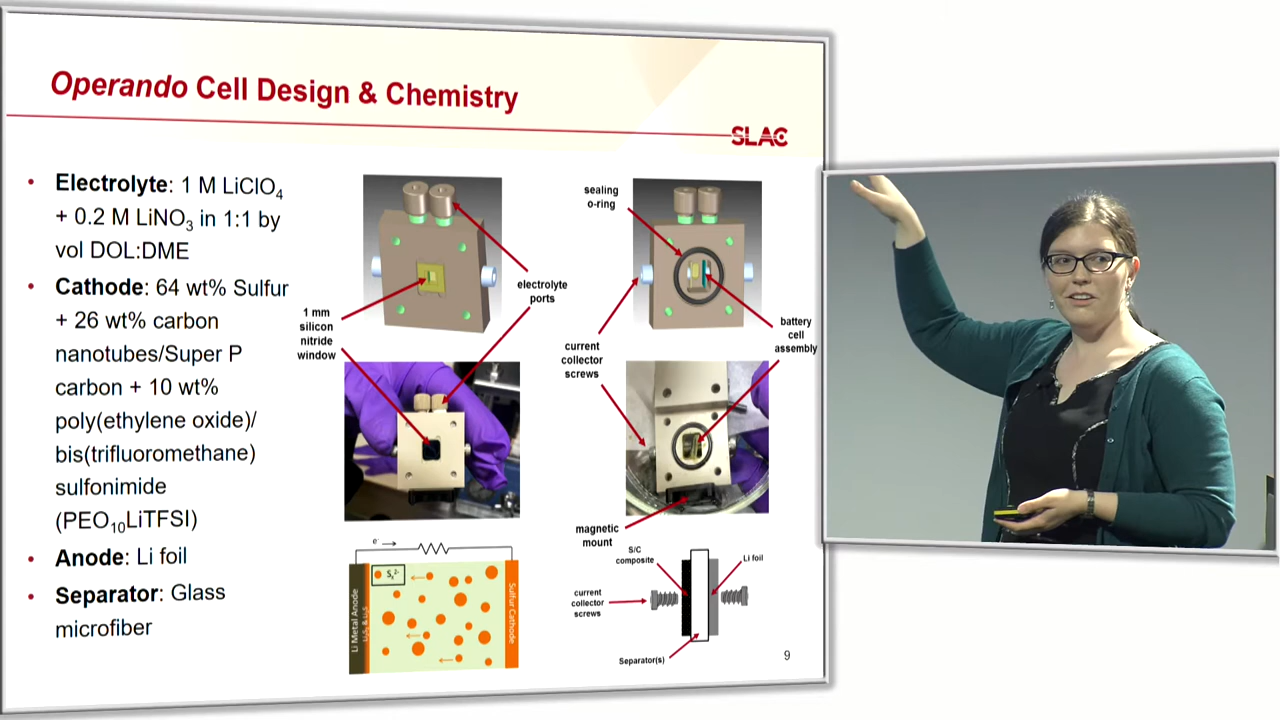 Operando Cell Design & Chemistry
SLAC
• Electrolyte: 1 M LiClO4
+ 0.2 M LiNO3 in 1:1 by
vol DOL:DME
• Cathode: 64 wt% Sulfur
+ 26 wt% carbon
nanotubes/Super P
carbon + 10 wt%
poly(ethylene oxide)/
bis(trifluoromethane)
sulfonimide
(PEO10LiTFSI)
• Anode: Li foil
• Separator: Glass
microfiber
1 mm
silicon
nitride
window
electrolyte
ports
sealing
o-ring
current
collector
screws
battery
cell
assembly
magnetic
mount
e- →
Sx2-
Li Metal Anode
Li2S2 & Li2S
Sulfur Cathode
S/C
composite
Li foil
current
collector
screws
Separator(s)
9